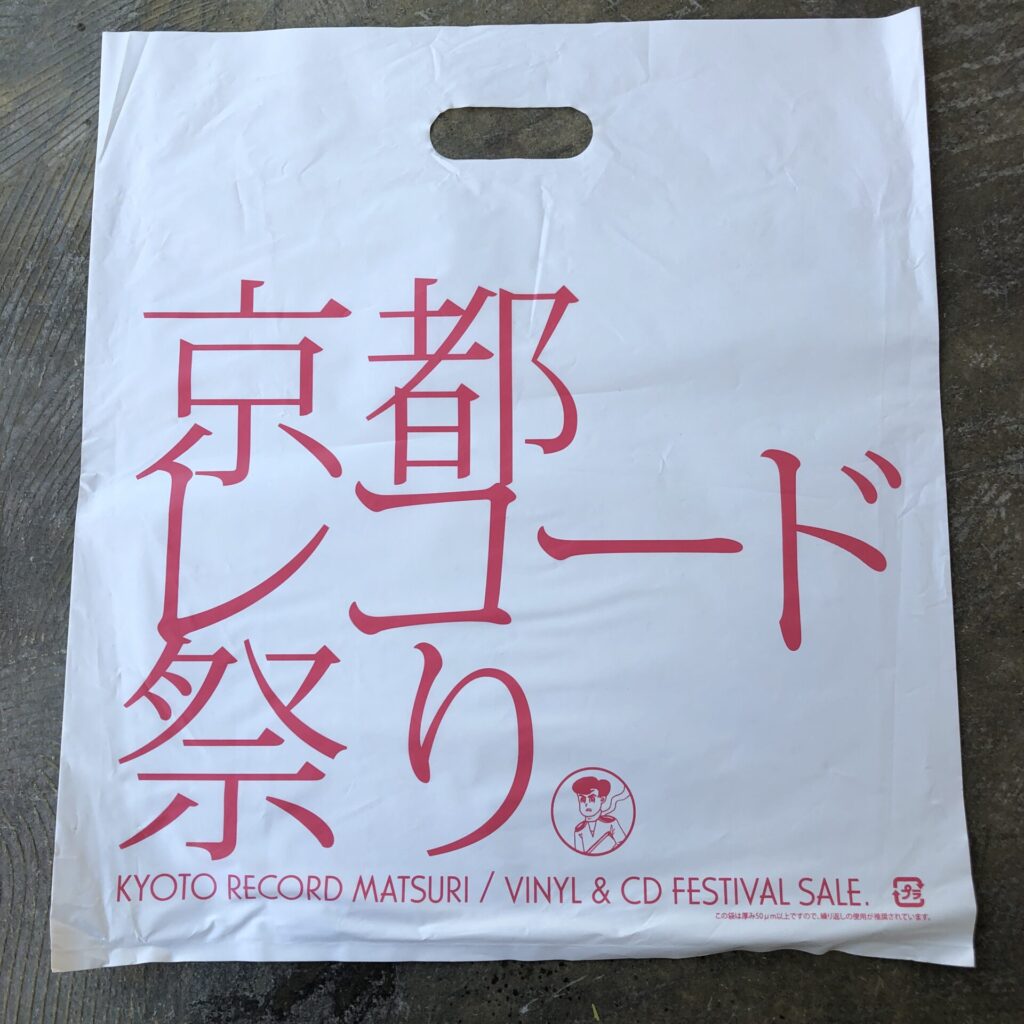 京都
レコード
祭り
KYOTO RECORD MATSURI / VINYL & CD FESTIVAL SALE.
プラ
この袋は厚み50μm以上ですので、繰り返しの使用が推奨されています。